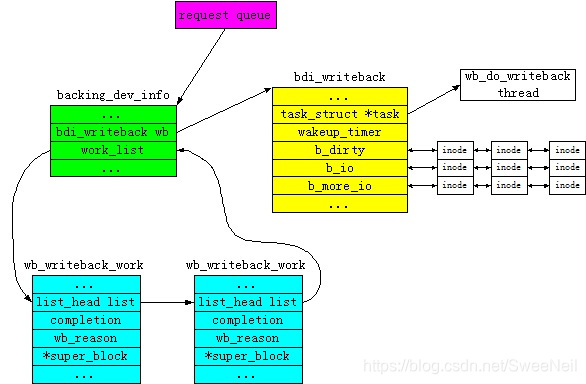 request queue
backing_dev_info
...
bdi_writeback wb
work_list
...
bdi_writeback
...
task_struct *task
wakeup_timer
b_dirty
b_io
b_more_io
...
wb_do_writeback
thread
inode inode inode
inode inode inode
inode inode inode
wb_writeback_work
...
list_head list
completion
wb_reason
*super_block
...
wb_writeback_work
...
list_head list
completion
wb_reason
*super_block
...
https://blog.csdn.net/SweeNeil